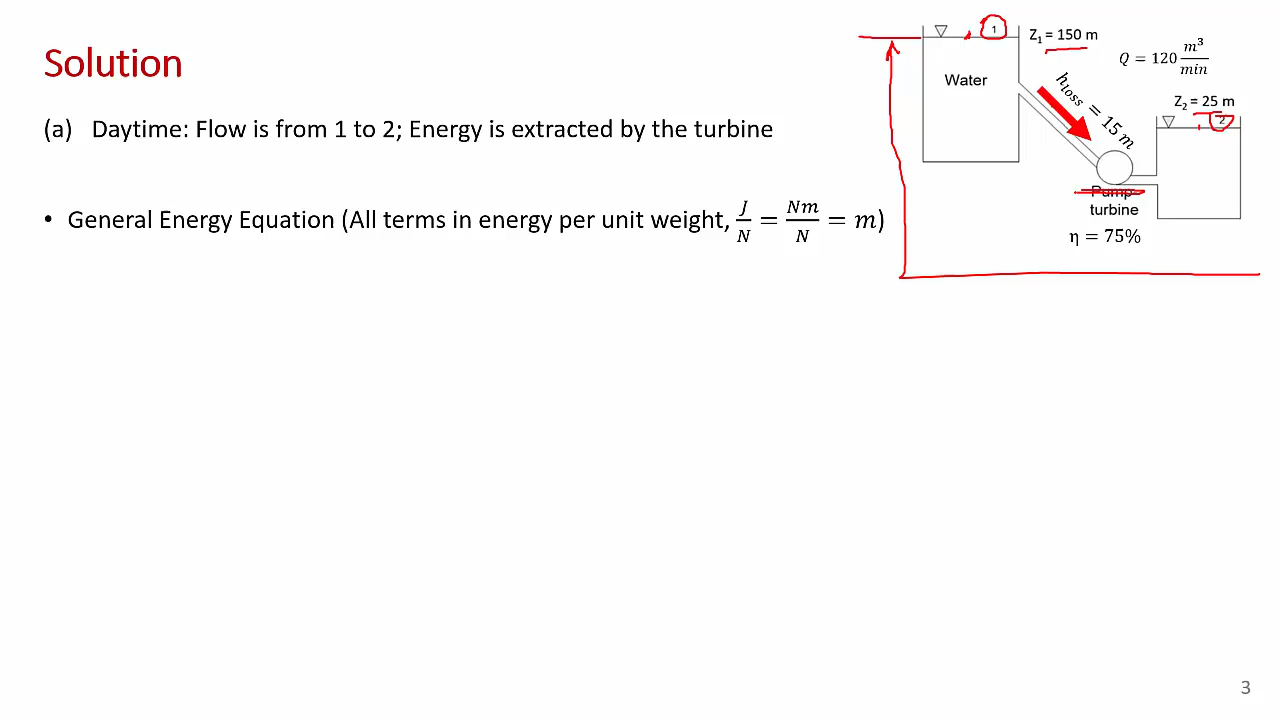 Solution
(a) Daytime: Flow is from 1 to 2; Energy is extracted by the turbine
• General Energy Equation (All terms in energy per unit weight, J/N = Nm/N = m)
1
Z₁ = 150 m
Q = 120 m³/min
Water
h_loss = 15 m
Z₂ = 25 m
2
Pump
turbine
η = 75%
3